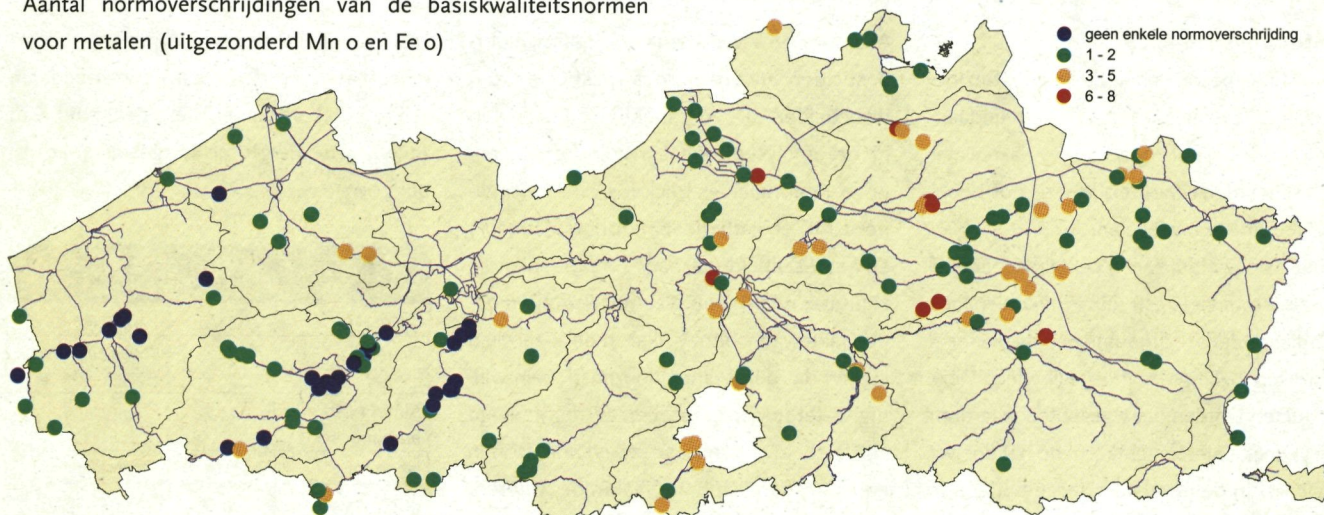 Aantal normoverschrijdingen van de basiskwaliteitsnormen
voor metalen (uitgezonderd Mn o en Fe o)
geen enkele normoverschrijding
1 - 2
3 - 5
6 - 8